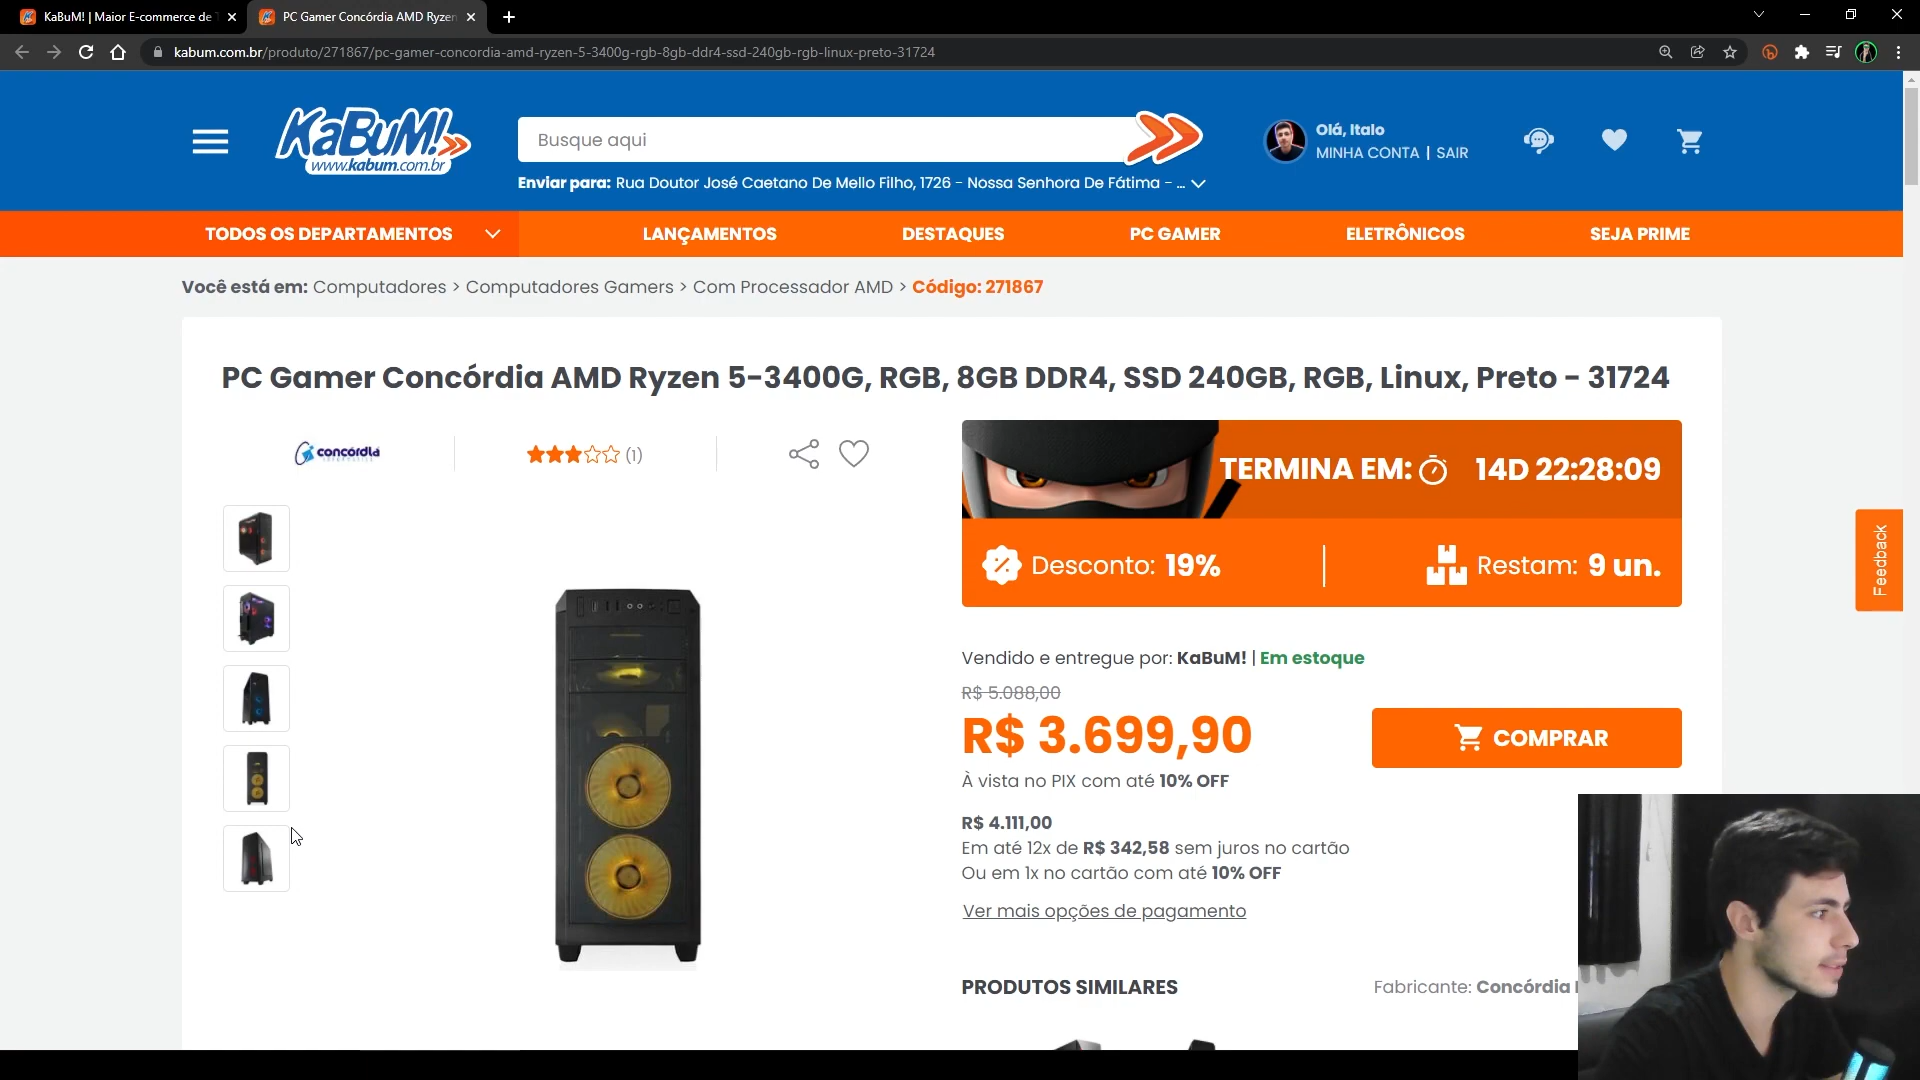 KaBuM! | Maior E-commerce de
PC Gamer Concórdia AMD Ryzen
kabum.com.br/produto/271867/pc-gamer-concordia-amd-ryzen-5-3400g-rgb-8gb-ddr4-ssd-240gb-rgb-linux-preto-31724
KaBuM!
www.kabum.com.br
Busque aqui
Enviar para: Rua Doutor José Caetano De Mello Filho, 1726 - Nossa Senhora De Fátima - ...
Olá, Italo
MINHA CONTA | SAIR
TODOS OS DEPARTAMENTOS
LANÇAMENTOS
DESTAQUES
PC GAMER
ELETRÔNICOS
SEJA PRIME
Você está em: Computadores > Computadores Gamers > Com Processador AMD > Código: 271867
PC Gamer Concórdia AMD Ryzen 5-3400G, RGB, 8GB DDR4, SSD 240GB, RGB, Linux, Preto - 31724
concórdia
(1)
TERMINA EM: 14D 22:28:09
Desconto: 19%
Restam: 9 un.
Feedback
Vendido e entregue por: KaBuM! | Em estoque
R$ 5.088,00
R$ 3.699,90
COMPRAR
À vista no PIX com até 10% OFF
R$ 4.111,00
Em até 12x de R$ 342,58 sem juros no cartão
Ou em 1x no cartão com até 10% OFF
Ver mais opções de pagamento
PRODUTOS SIMILARES
Fabricante: Concórdia